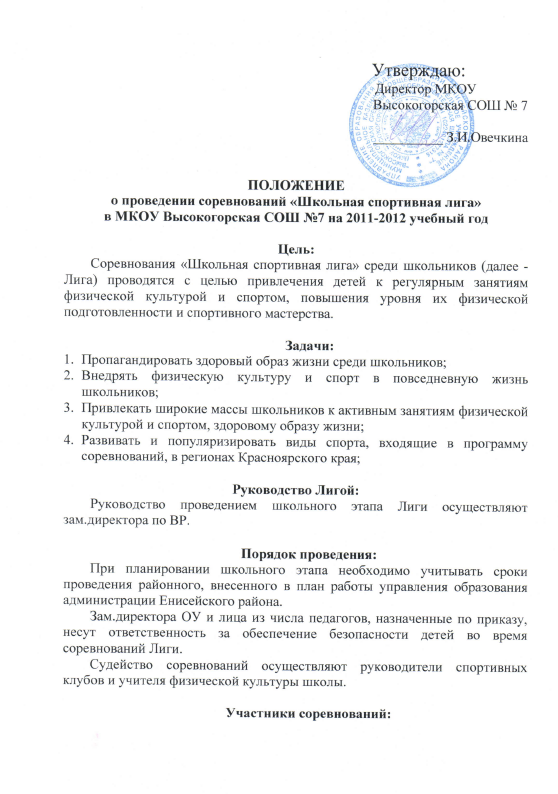 Утверждаю:
Директор МКОУ
Высокогорская СОШ № 7
__________ З.И.Овечкина
ПОЛОЖЕНИЕ
о проведении соревнований «Школьная спортивная лига»
в МКОУ Высокогорская СОШ №7 на 2011-2012 учебный год
Цель:
Соревнования «Школьная спортивная лига» среди школьников (далее -
Лига) проводятся с целью привлечения детей к регулярным занятиям
физической культурой и спортом, повышения уровня их физической
подготовленности и спортивного мастерства.
Задачи:
1. Пропагандировать здоровый образ жизни среди школьников;
2. Внедрять физическую культуру и спорт в повседневную жизнь
школьников;
3. Привлекать широкие массы школьников к активным занятиям физической
культурой и спортом, здоровому образу жизни;
4. Развивать и популяризировать виды спорта, входящие в программу
соревнований, в регионах Красноярского края;
Руководство Лигой:
Руководство проведением школьного этапа Лиги осуществляют
зам.директора по ВР.
Порядок проведения:
При планировании школьного этапа необходимо учитывать сроки
проведения районного, внесенного в план работы управления образования
администрации Енисейского района.
Зам.директора ОУ и лица из числа педагогов, назначенные по приказу,
несут ответственность за обеспечение безопасности детей во время
соревнований Лиги.
Судейство соревнований осуществляют руководители спортивных
клубов и учителя физической культуры школы.
Участники соревнований: